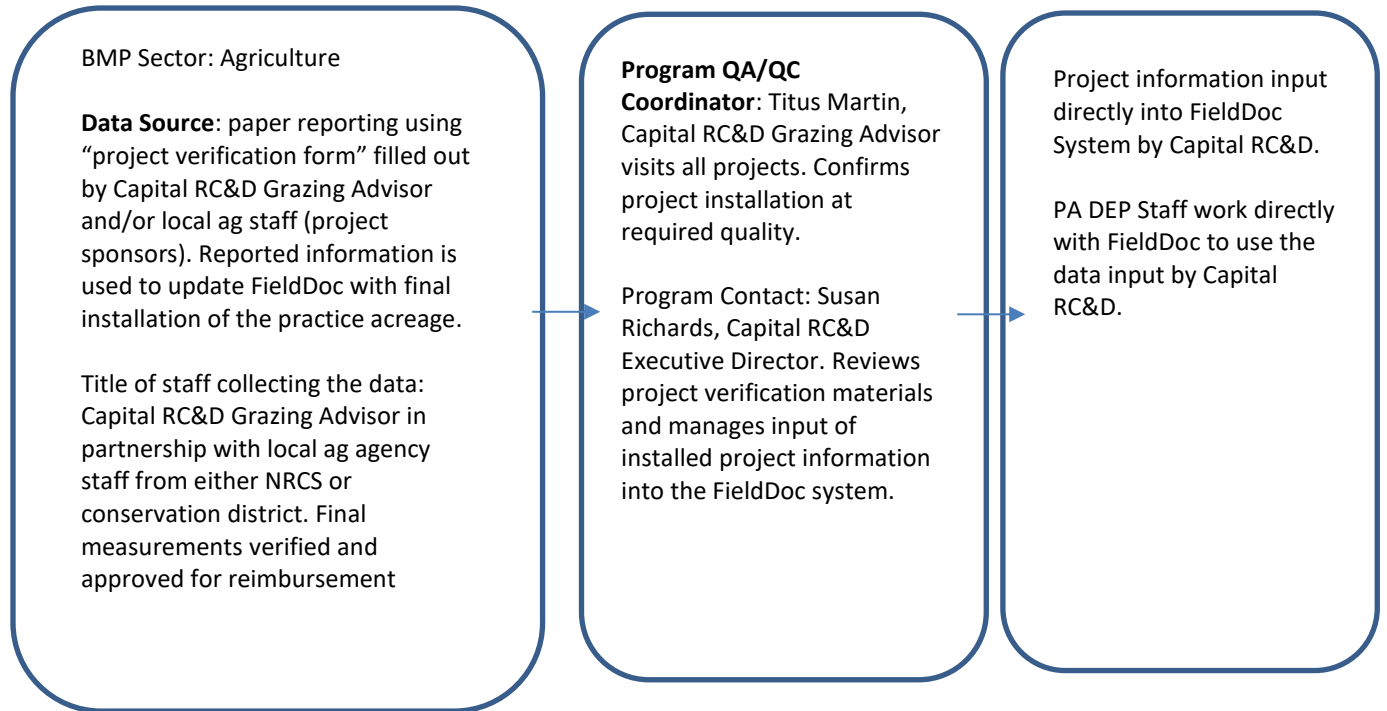 BMP Sector: Agriculture
Data Source: paper reporting using
“project verification form” filled out
by Capital RC&D Grazing Advisor
and/or local ag staff (project
sponsors). Reported information is
used to update FieldDoc with final
installation of the practice acreage.
Title of staff collecting the data:
Capital RC&D Grazing Advisor in
partnership with local ag agency
staff from either NRCS or
conservation district. Final
measurements verified and
approved for reimbursement
Program QA/QC
Coordinator: Titus Martin,
Capital RC&D Grazing Advisor
visits all projects. Confirms
project installation at
required quality.
Program Contact: Susan
Richards, Capital RC&D
Executive Director. Reviews
project verification materials
and manages input of
installed project information
into the FieldDoc system.
Project information input
directly into FieldDoc
System by Capital RC&D.
PA DEP Staff work directly
with FieldDoc to use the
data input by Capital
RC&D.